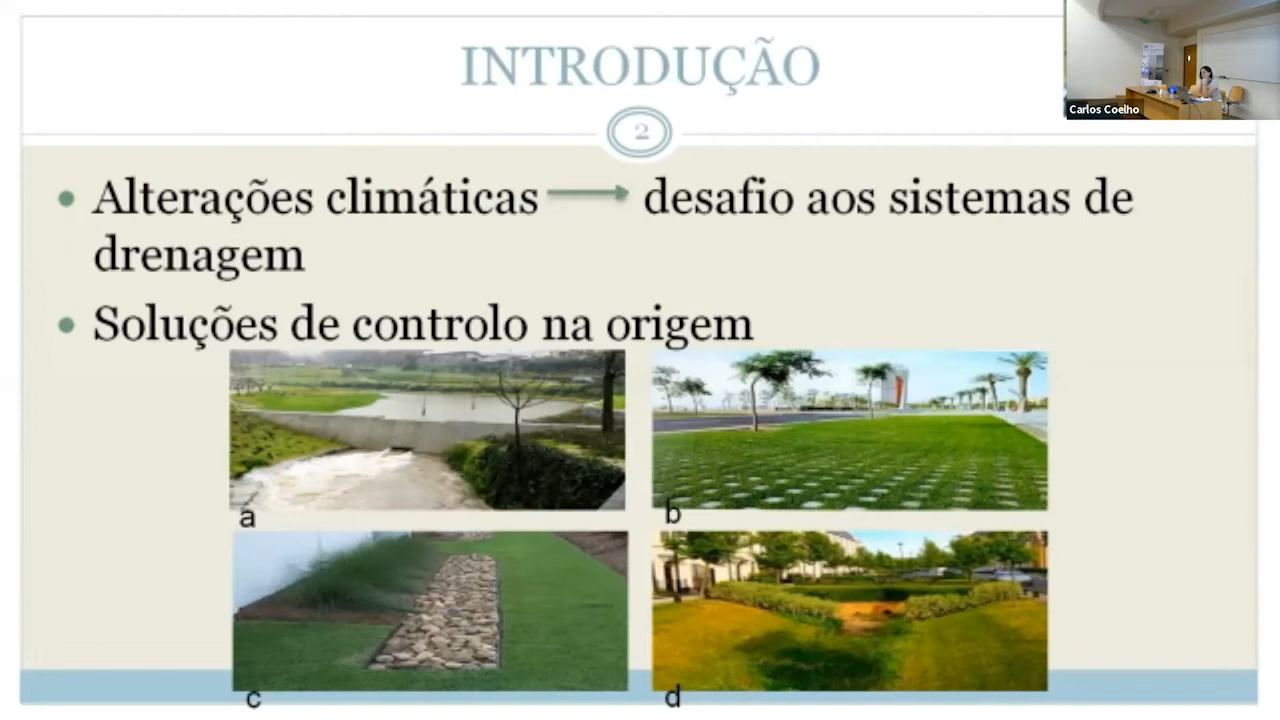 INTRODUÇÃO
Carlos Coelho
2
• Alterações climáticas → desafio aos sistemas de
drenagem
• Soluções de controlo na origem
a
b
c
d